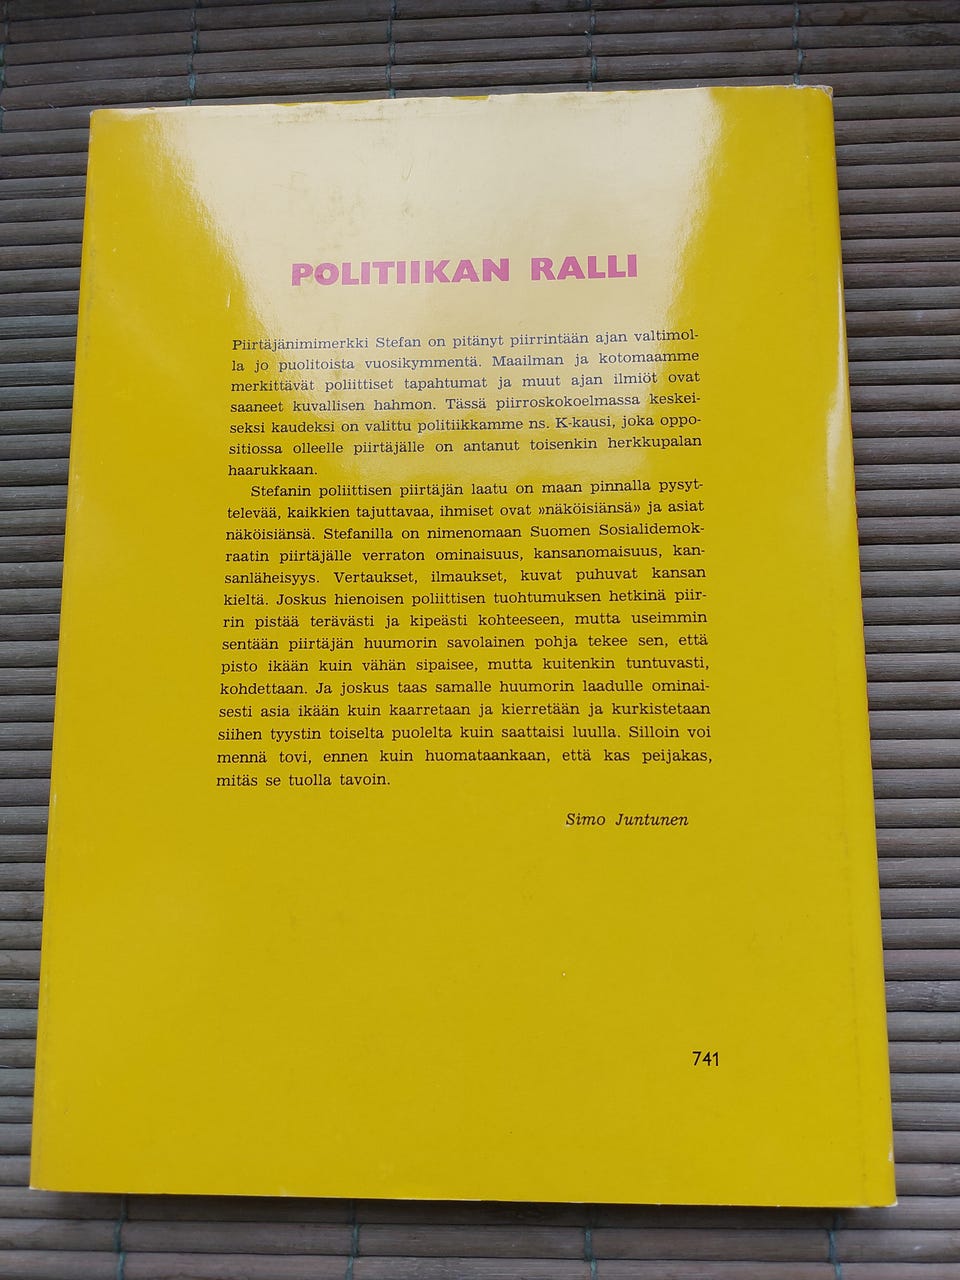 POLITIIKAN RALLI
Piirtäjänimimerkki Stefan on pitänyt piirrintään ajan valtimol-
la jo puolitoista vuosikymmentä. Maailman ja kotomaamme
merkittävät poliittiset tapahtumat ja muut ajan ilmiöt ovat
saaneet kuvallisen hahmon. Tässä piirroskokoelmassa keskei-
seksi kaudeksi on valittu politiikkamme ns. K-kausi, joka oppo-
sitiossa olleelle piirtäjälle on antanut toisenkin herkkupalan
haarukkaan.
Stefanin poliittisen piirtäjän laatu on maan pinnalla pysyt-
televää, kaikkien tajuttavaa, ihmiset ovat »näköisiänsä» ja asiat
näköisiänsä. Stefanilla on nimenomaan Suomen Sosialidemok-
raatin piirtäjälle verraton ominaisuus, kansanomaisuus, kan-
sanläheisyys. Vertaukset, ilmaukset, kuvat puhuvat kansan
kieltä. Joskus hienoisen poliittisen tuohtumuksen hetkinä piir-
rin pistää terävästi ja kipeästi kohteeseen, mutta useimmin
sentään piirtäjän huumorin savolainen pohja tekee sen, että
pisto ikään kuin vähän sipaisee, mutta kuitenkin tuntuvasti,
kohdettaan. Ja joskus taas samalle huumorin laadulle ominai-
sesti asia ikään kuin kaarretaan ja kierretään ja kurkistetaan
siihen tyystin toiselta puolelta kuin saattaisi luulla. Silloin voi
mennä tovi, ennen kuin huomataankaan, että kas peijakas,
mitäs se tuolla tavoin.
Simo Juntunen
741